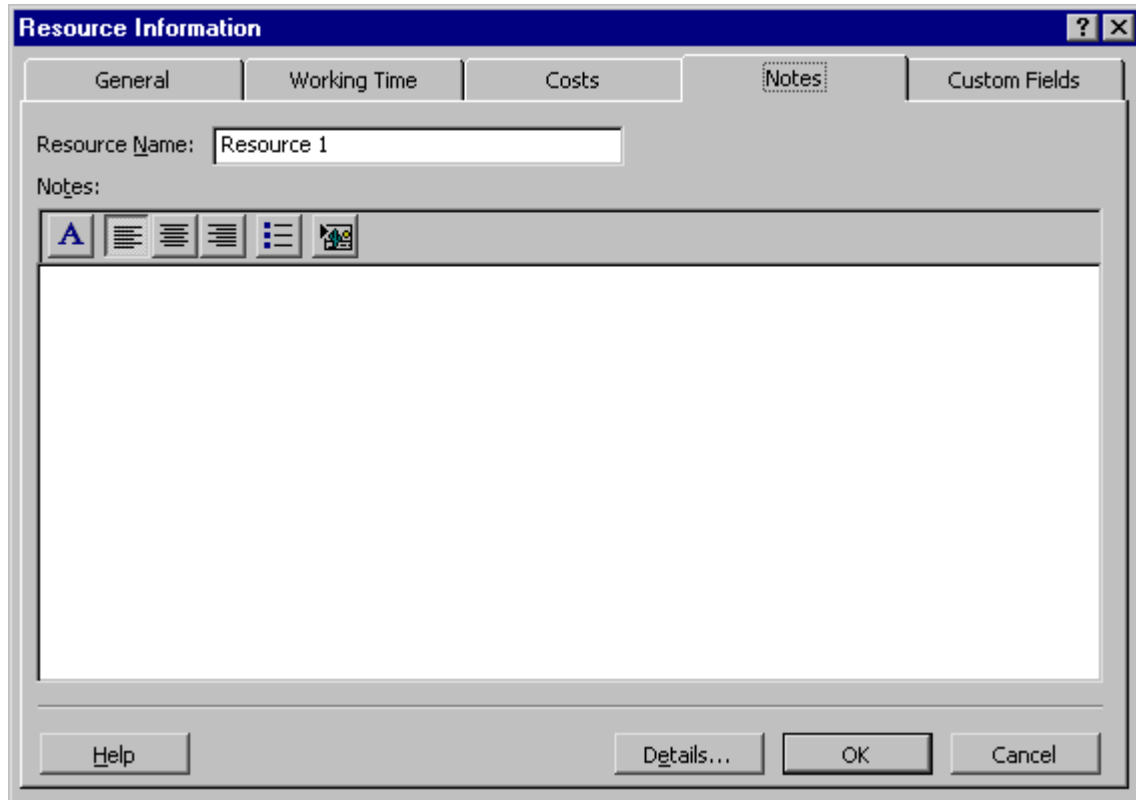 Resource Information
General Working Time Costs Notes Custom Fields
Resource Name: Resource 1
Notes:
A
Help Details... OK Cancel